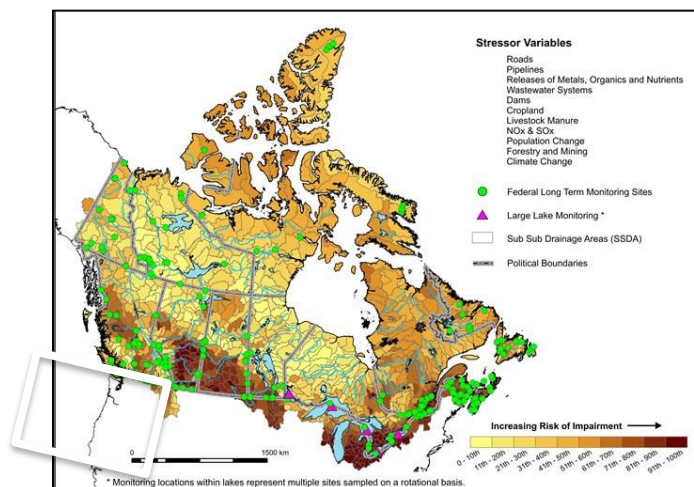 Stressor Variables
Roads
Pipelines
Releases of Metals, Organics and Nutrients
Wastewater Systems
Dams
Cropland
Livestock Manure
NOx & SOx
Population Change
Forestry and Mining
Climate Change
Federal Long Term Monitoring Sites
Large Lake Monitoring *
Sub Sub Drainage Areas (SSDA)
Political Boundaries
Increasing Risk of Impairment
0 - 10th
11th - 20th
21th - 30th
31th - 40th
41th - 50th
51th - 60th
61th - 70th
71th - 80th
81th - 90th
91th - 100th
0 1500 km
* Monitoring locations within lakes represent multiple sites sampled on a rotational basis.